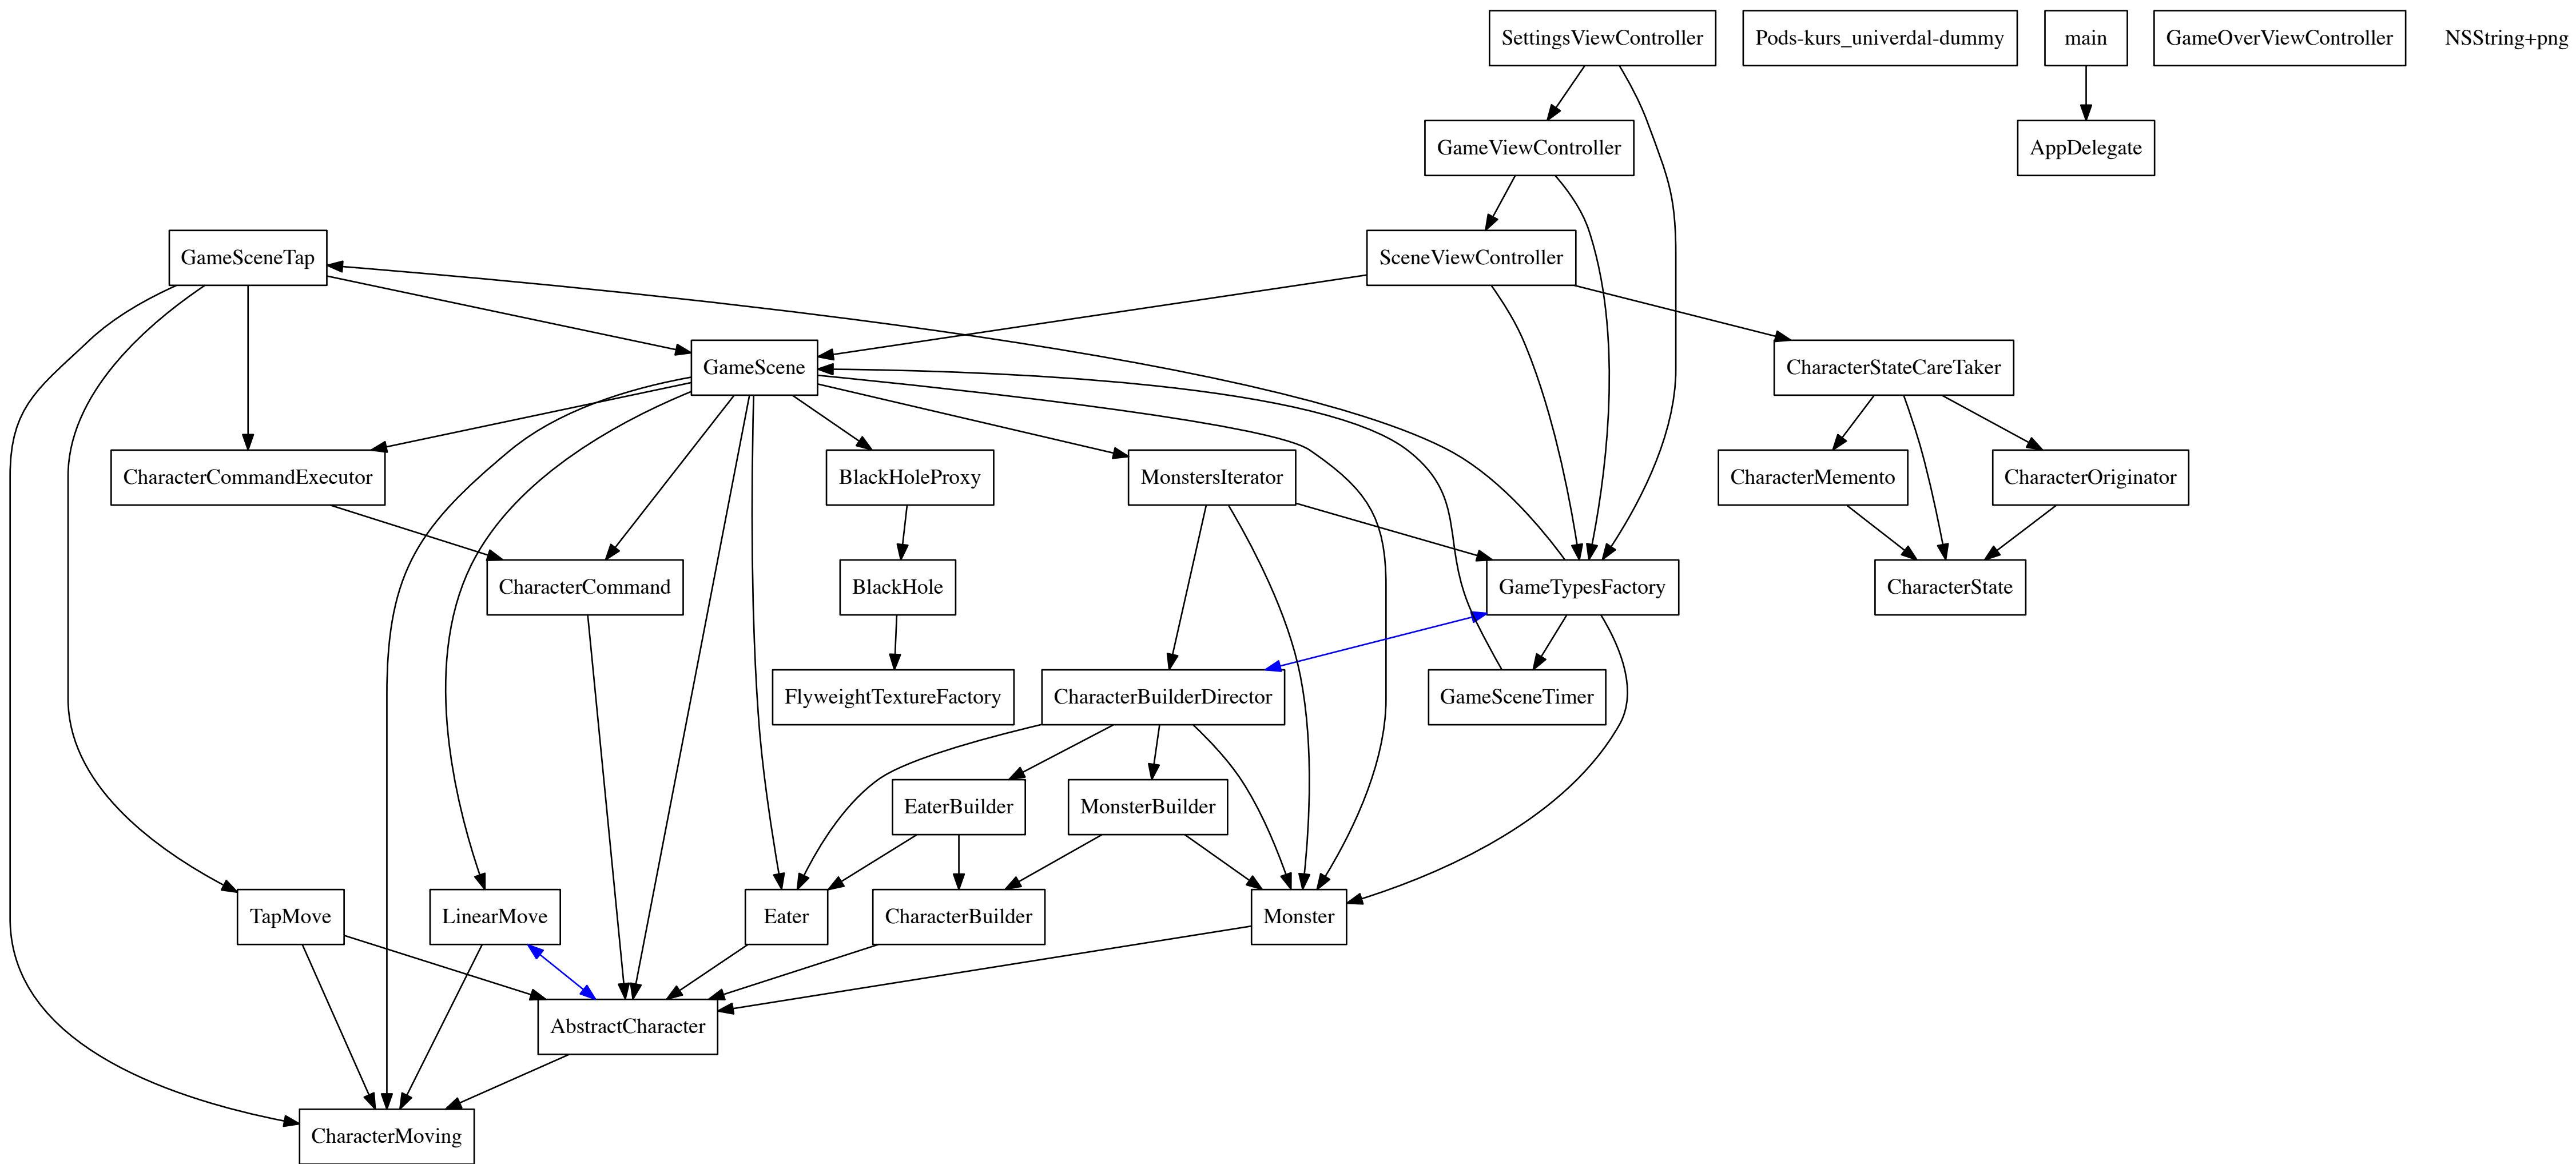 SettingsViewController
Pods-kurs_univerdal-dummy
main
GameOverViewController
NSString+png
GameViewController
AppDelegate
GameSceneTap
SceneViewController
GameScene
CharacterStateCareTaker
CharacterCommandExecutor
BlackHoleProxy
MonstersIterator
CharacterMemento
CharacterOriginator
CharacterCommand
BlackHole
GameTypesFactory
CharacterState
FlyweightTextureFactory
CharacterBuilderDirector
GameSceneTimer
EaterBuilder
MonsterBuilder
TapMove
LinearMove
Eater
CharacterBuilder
Monster
AbstractCharacter
CharacterMoving